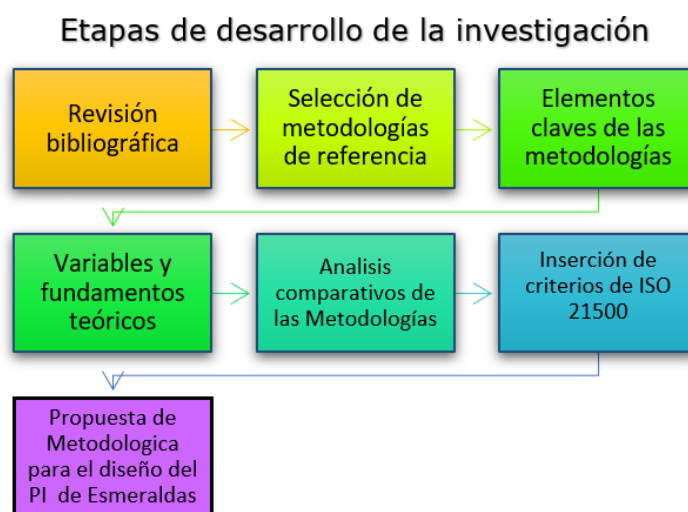 Etapas de desarrollo de la investigación
Revisión
bibliográfica
Selección de
metodologías
de referencia
Elementos
claves de las
metodologías
Variables y
fundamentos
teóricos
Analisis
comparativos de
las Metodologías
Inserción de
criterios de ISO
21500
Propuesta de
Metodologica
para el diseño del
PI de Esmeraldas